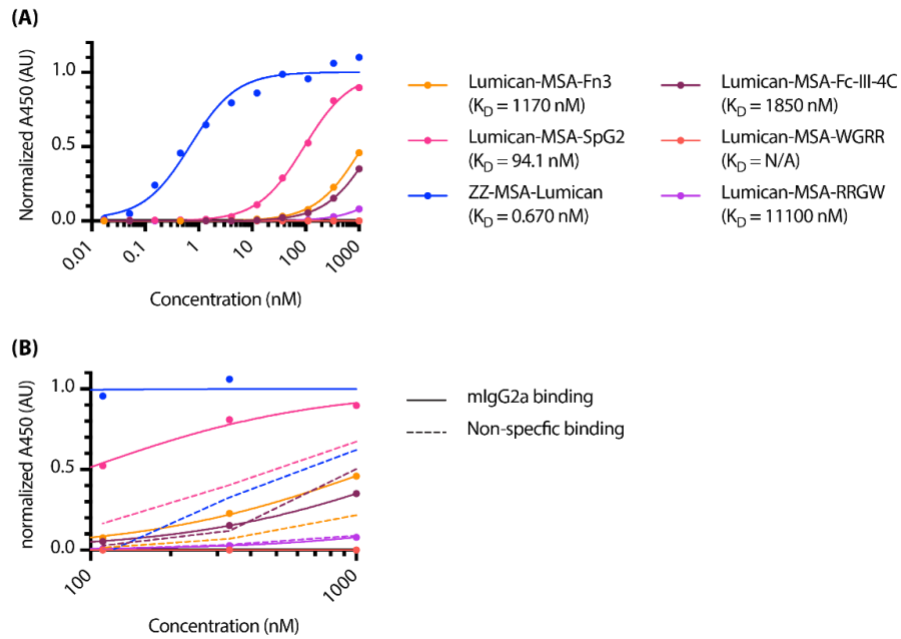 (A)
Normalized A450 (AU)
1.0
0.5
0.0
0.01
0.1
1
10
100
1000
Concentration (nM)
Lumican-MSA-Fn3
(KD = 1170 nM)
Lumican-MSA-SpG2
(KD = 94.1 nM)
ZZ-MSA-Lumican
(KD = 0.670 nM)
Lumican-MSA-Fc-III-4C
(KD = 1850 nM)
Lumican-MSA-WGRR
(KD = N/A)
Lumican-MSA-RRGW
(KD = 11100 nM)
(B)
normalized A450 (AU)
1.0
0.5
0.0
100
1000
Concentration (nM)
mIgG2a binding
Non-specfic binding